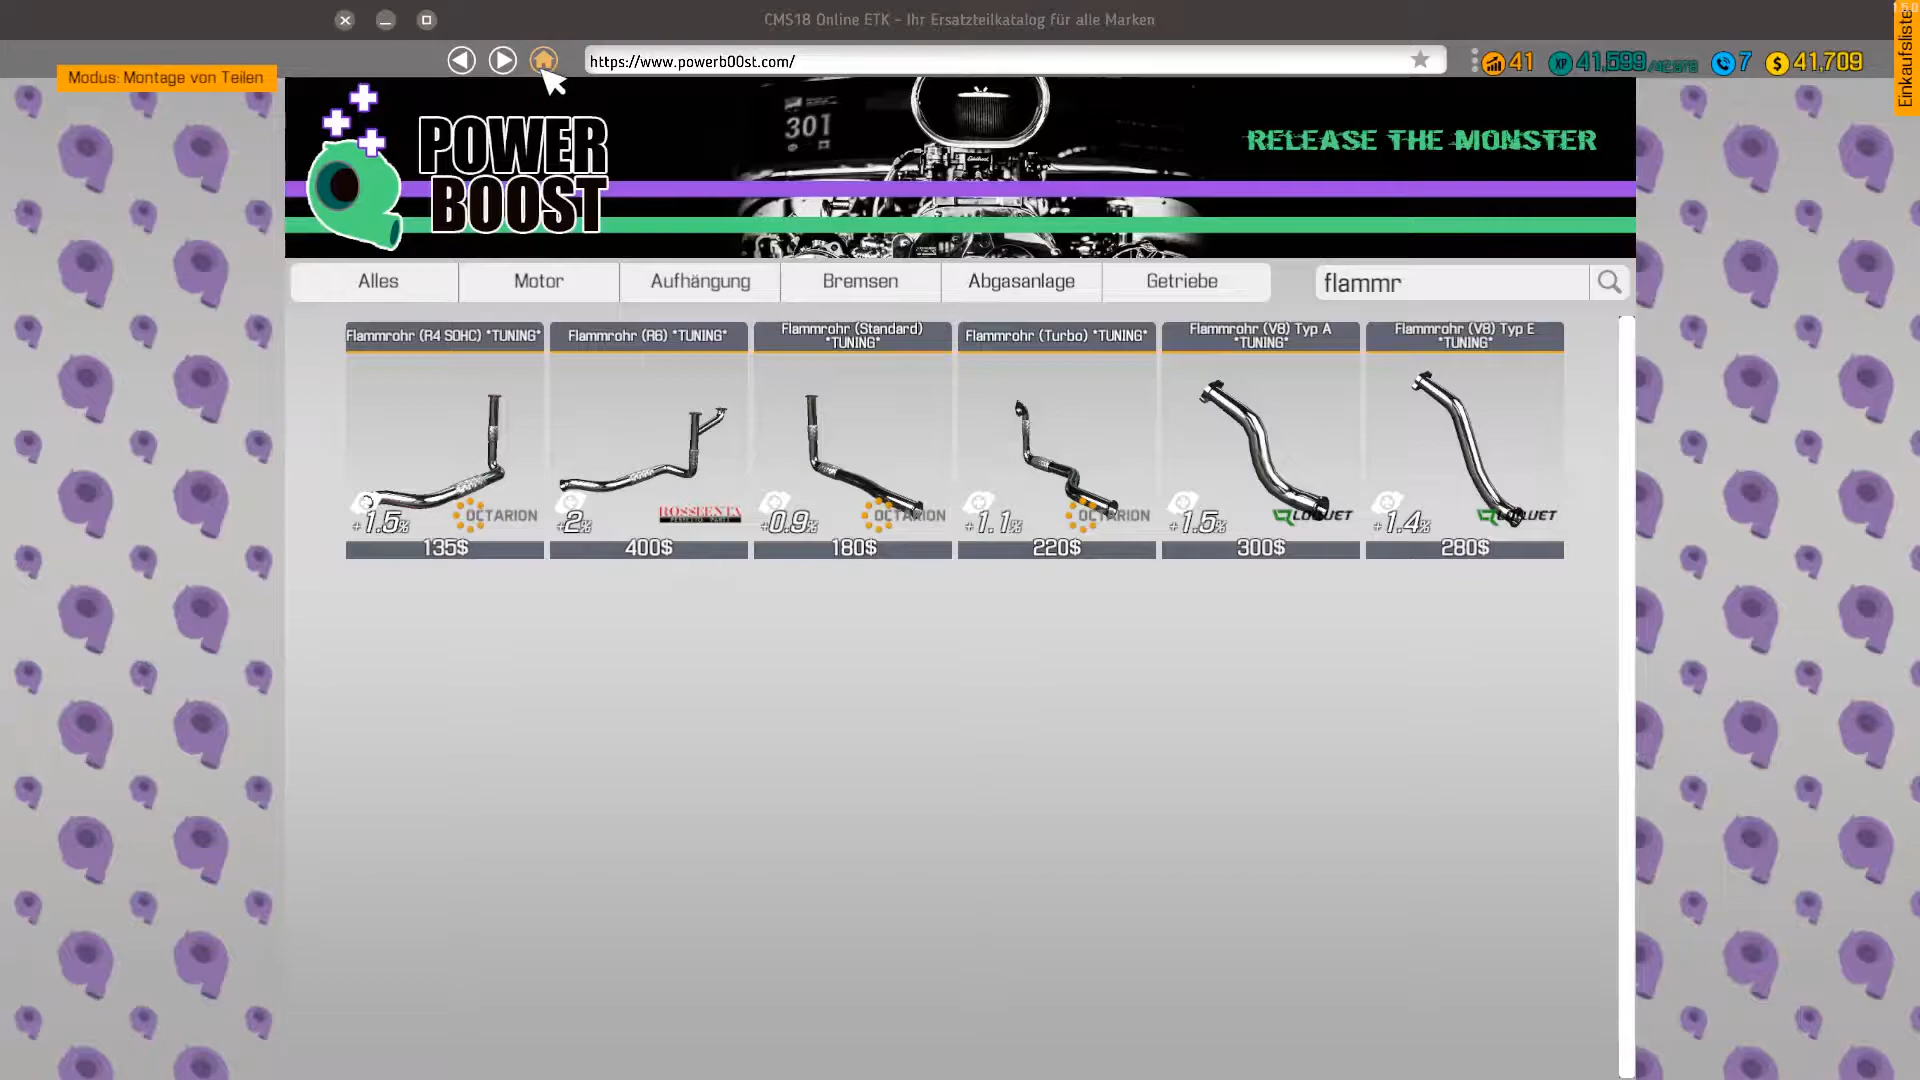 CMS18 Online ETK - Ihr Ersatzteilkatalog für alle Marken
https://www.powerb00st.com/
41
XP 41,599
7
$ 41,709
Einkaufsliste
Modus: Montage von Teilen
301
POWER
BOOST
RELEASE THE MONSTER
Alles
Motor
Aufhängung
Bremsen
Abgasanlage
Getriebe
flammr
Flammrohr (R4 SOHC) *TUNING*
+1.5%
OCTARION
135$
Flammrohr (R6) *TUNING*
+2%
400$
Flammrohr (Standard)
*TUNING*
+0.9%
OCTARION
180$
Flammrohr (Turbo) *TUNING*
+1.1%
OCTARION
220$
Flammrohr (V8) Typ A
*TUNING*
+1.5%
300$
Flammrohr (V8) Typ E
*TUNING*
+1.4%
280$